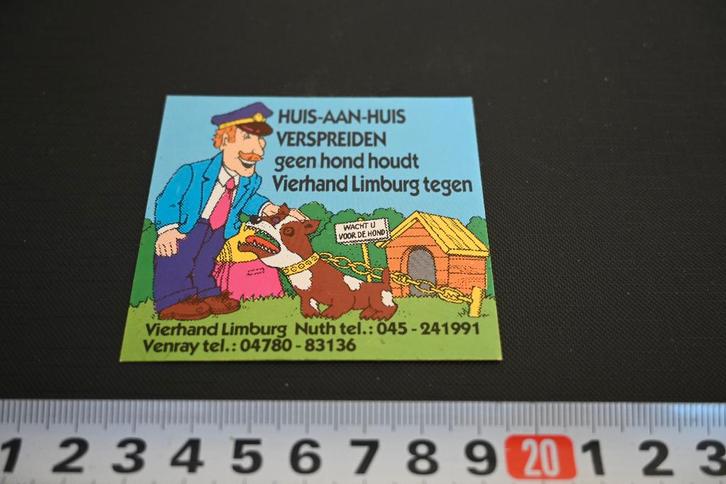 HUIS-AAN-HUIS
VERSPREIDEN
geen hond houdt
Vierhand Limburg tegen
WACHT U
VOOR DE HOND
Vierhand Limburg Nuth tel.: 045 - 241991
Venray tel.: 04780 - 83136
1 2 3 4 5 6 7 8 9 20 1 2 3